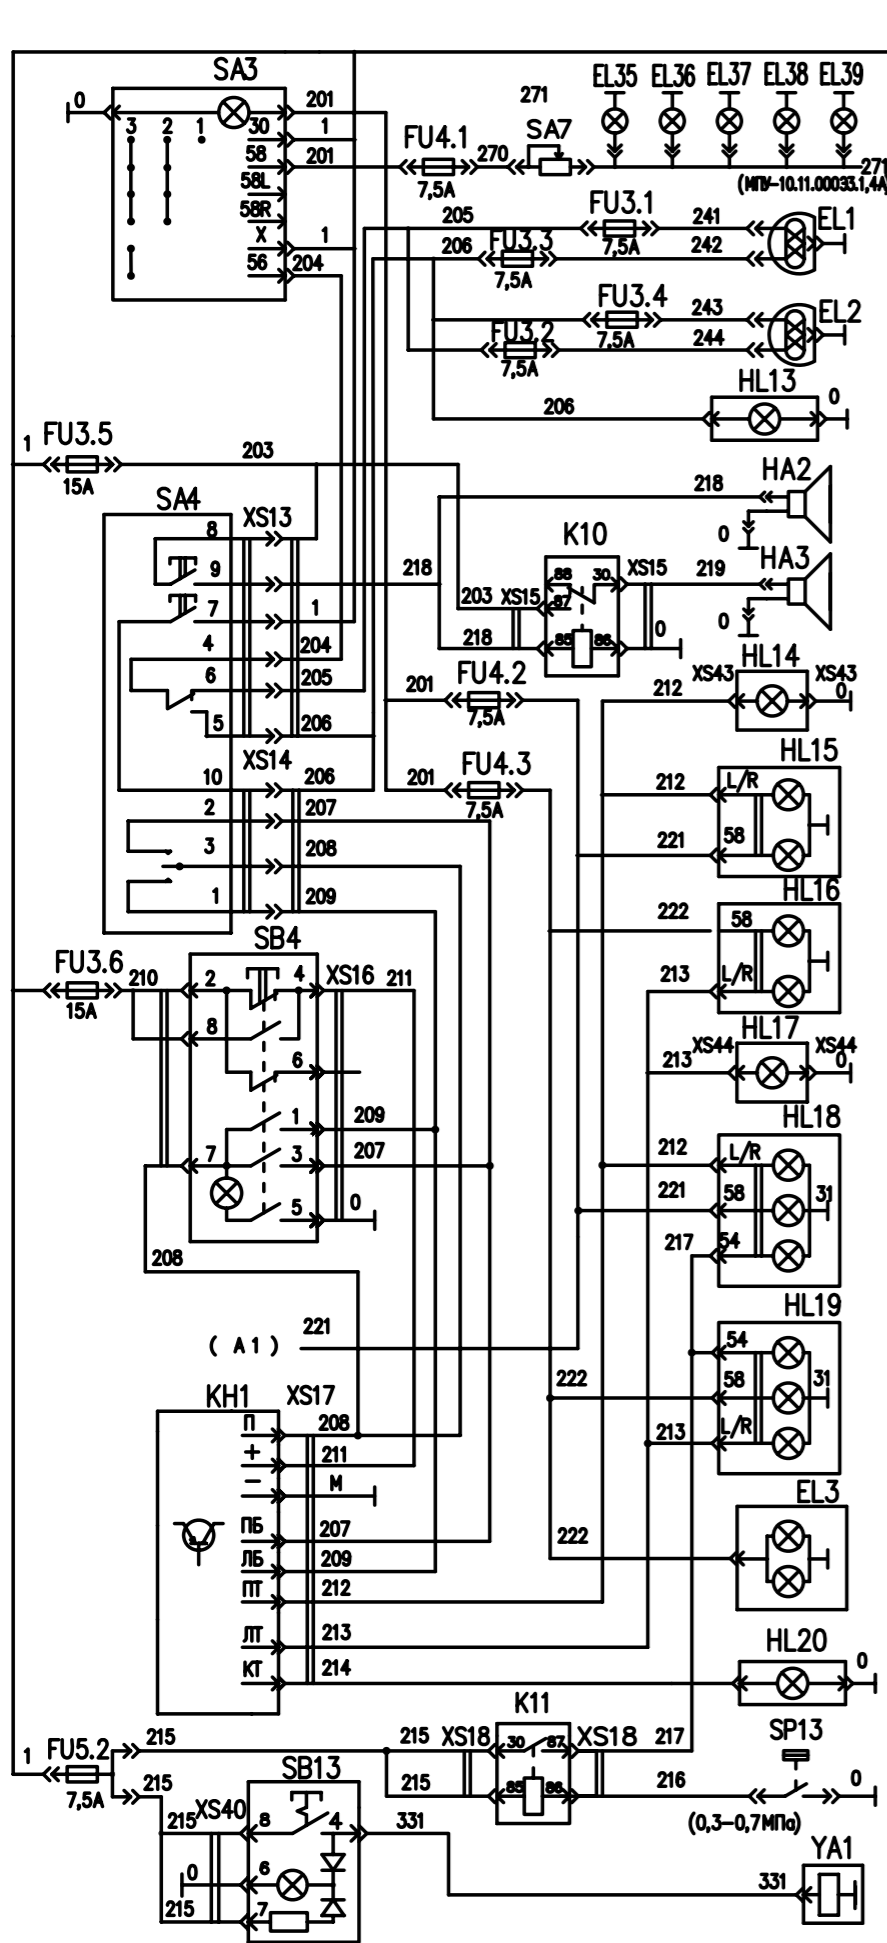 SA3
EL35 EL36 EL37 EL38 EL39
271
0
201
3 2 1 30 1
FU4.1
SA7
58 201
270
271
7,5A
(МПУ-10.11.00033.1,4A)
58L
58R
X 1
56 204
205
FU3.1
241
EL1
206
FU3.3
7,5A
242
7,5A
FU3.4
243
EL2
FU3.2
7,5A
244
7,5A
HL13
206
0
1
FU3.5
203
15A
HA2
218
0
SA4
XS13
8
9
218
7 1
4 204
6 205
5 206
XS14
10 206
2 207
3 208
1 209
K10
HA3
88 30
XS15
219
203
XS15
87
0
218
85 86
0
FU4.2
201
7,5A
HL14
212
XS43
XS43
0
FU4.3
201
7,5A
HL15
212
L/R
221
58
HL16
222
58
213
L/R
SB4
FU3.6
210
15A
2 4
XS16
211
8
6
1 209
7 3 207
5 0
208
HL17
XS44
XS44
213
0
HL18
212
L/R
221
58
31
217
54
221
( A1 )
HL19
54
222
58
31
213
L/R
KH1
XS17
П 208
+ 211
- М
ПБ 207
ЛБ 209
ПТ 212
ЛТ 213
КТ 214
EL3
222
HL20
0
K11
1
FU5.2
215
7,5A
215
215
XS18
30 87
XS18
217
215
85 86
216
SP13
0
(0,3-0,7МПа)
SB13
XS40
215
8 4
331
0
6
215
7
YA1
331